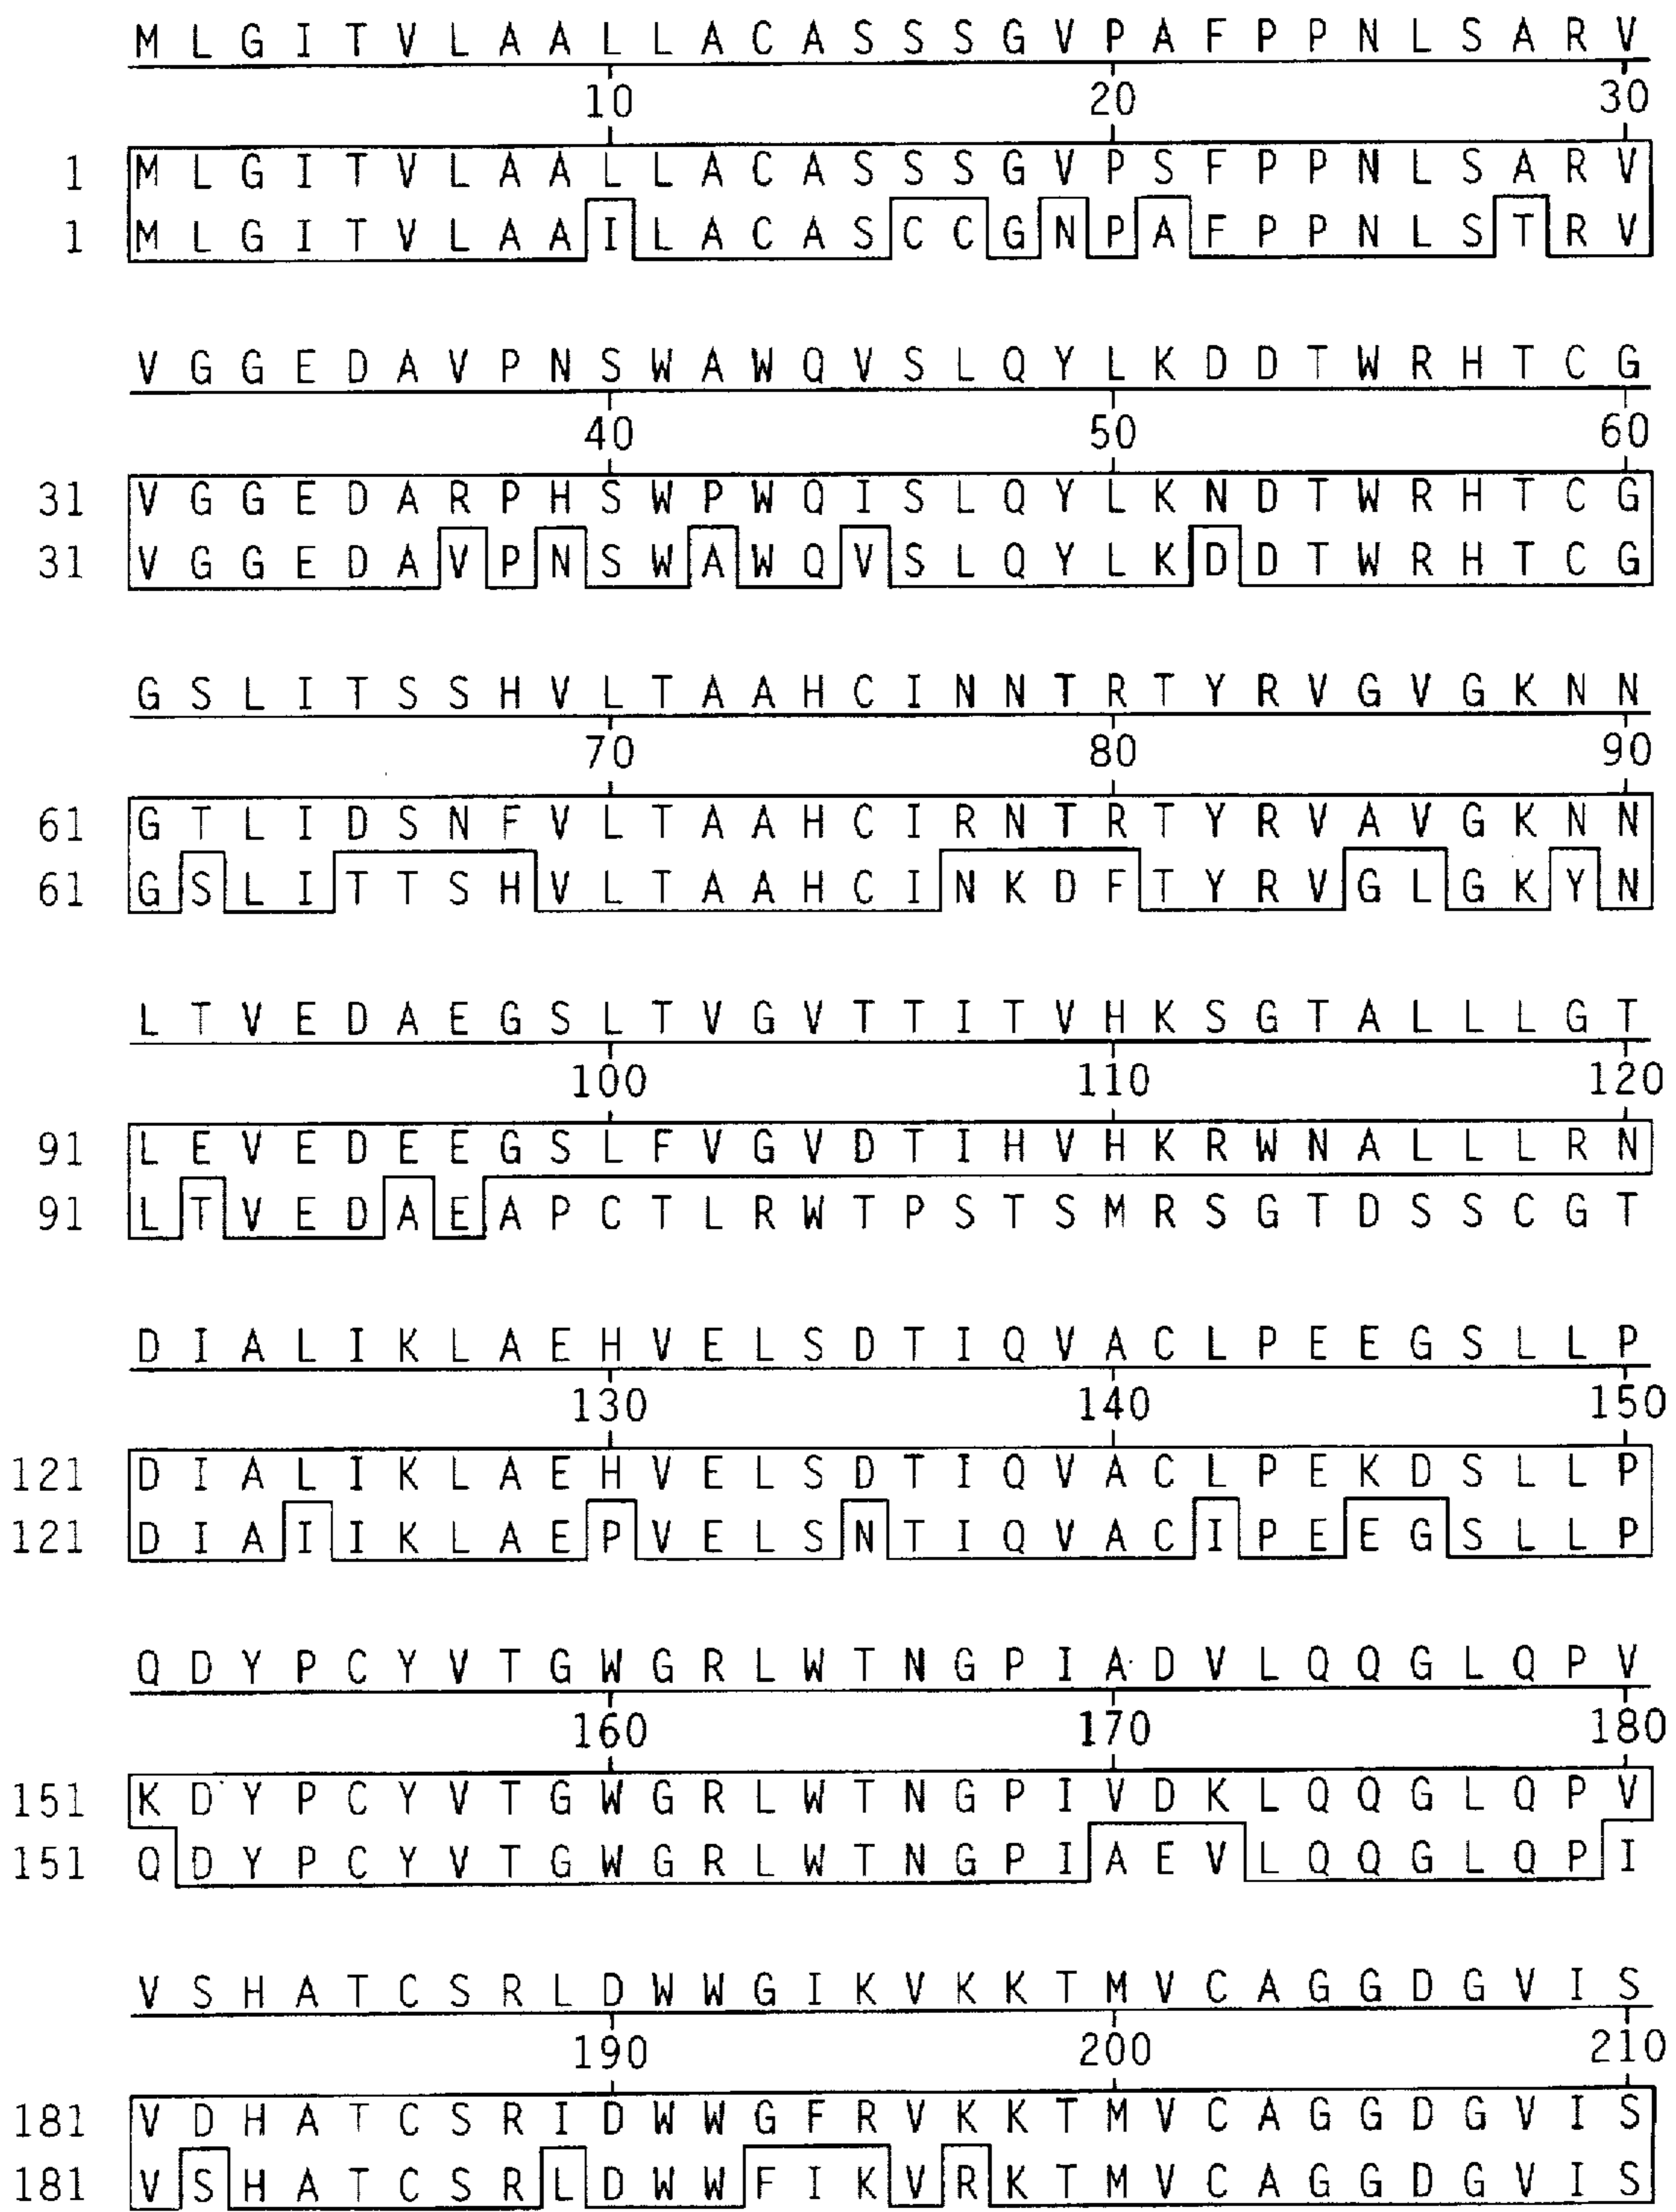 M L G I T V L A A L L A C A S S S G V P A F P P N L S A R V
10 20 30
1 M L G I T V L A A L L A C A S S S G V P S F P P N L S A R V
1 M L G I T V L A A I L A C A S C C G N P A F P P N L S T R V
V G G E D A V P N S W A W Q V S L Q Y L K D D T W R H T C G
40 50 60
31 V G G E D A R P H S W P W Q I S L Q Y L K N D T W R H T C G
31 V G G E D A V P N S W A W Q V S L Q Y L K D D T W R H T C G
G S L I T S S H V L T A A H C I N N T R T Y R V G V G K N N
70 80 90
61 G T L I D S N F V L T A A H C I R N T R T Y R V A V G K N N
61 G S L I T T S H V L T A A H C I N K D F T Y R V G L G K Y N
L T V E D A E G S L T V G V T T I T V H K S G T A L L L G T
100 110 120
91 L E V E D E E G S L F V G V D T I H V H K R W N A L L L R N
91 L T V E D A E A P C T L R W T P S T S M R S G T D S S C G T
D I A L I K L A E H V E L S D T I Q V A C L P E E G S L L P
130 140 150
121 D I A L I K L A E H V E L S D T I Q V A C L P E K D S L L P
121 D I A I I K L A E P V E L S N T I Q V A C I P E E G S L L P
Q D Y P C Y V T G W G R L W T N G P I A D V L Q Q G L Q P V
160 170 180
151 K D Y P C Y V T G W G R L W T N G P I V D K L Q Q G L Q P V
151 Q D Y P C Y V T G W G R L W T N G P I A E V L Q Q G L Q P I
V S H A T C S R L D W W G I K V K K T M V C A G G D G V I S
190 200 210
181 V D H A T C S R I D W W G F R V K K T M V C A G G D G V I S
181 V S H A T C S R L D W W F I K V R K T M V C A G G D G V I S